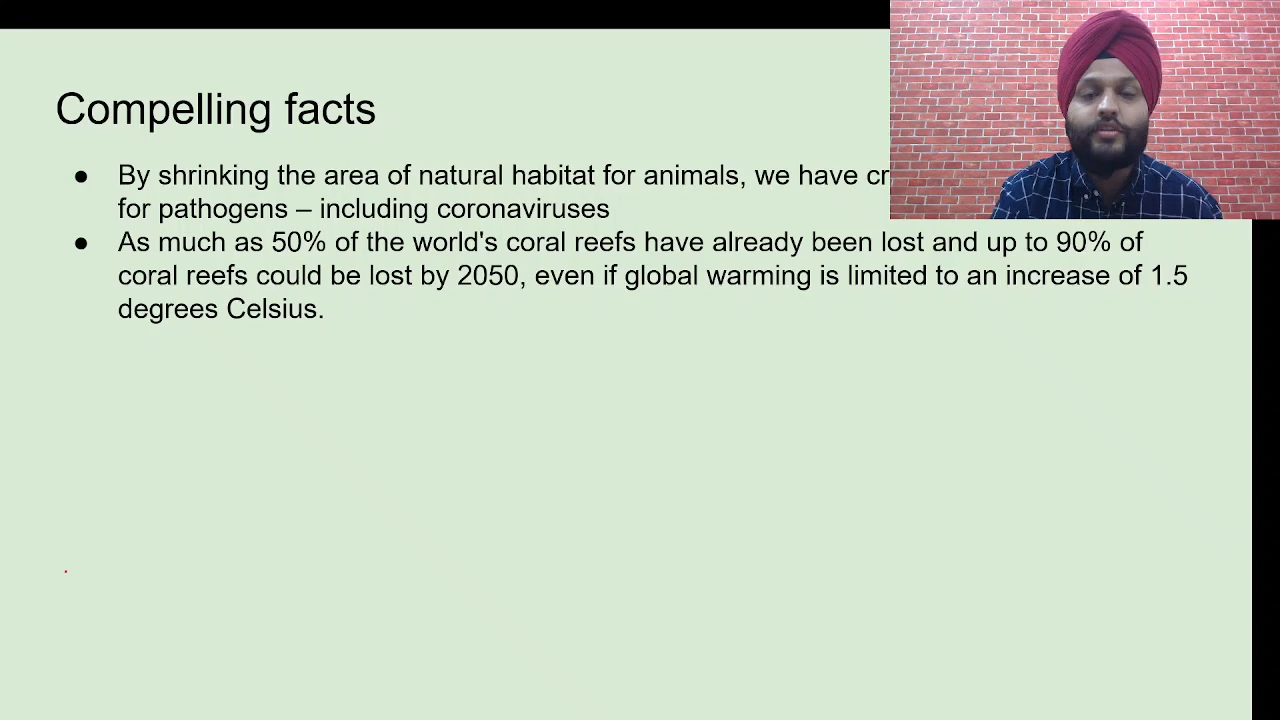 Compelling facts
● By shrinking the area of natural habitat for animals, we have
for pathogens – including coronaviruses
● As much as 50% of the world's coral reefs have already been lost and up to 90% of
coral reefs could be lost by 2050, even if global warming is limited to an increase of 1.5
degrees Celsius.